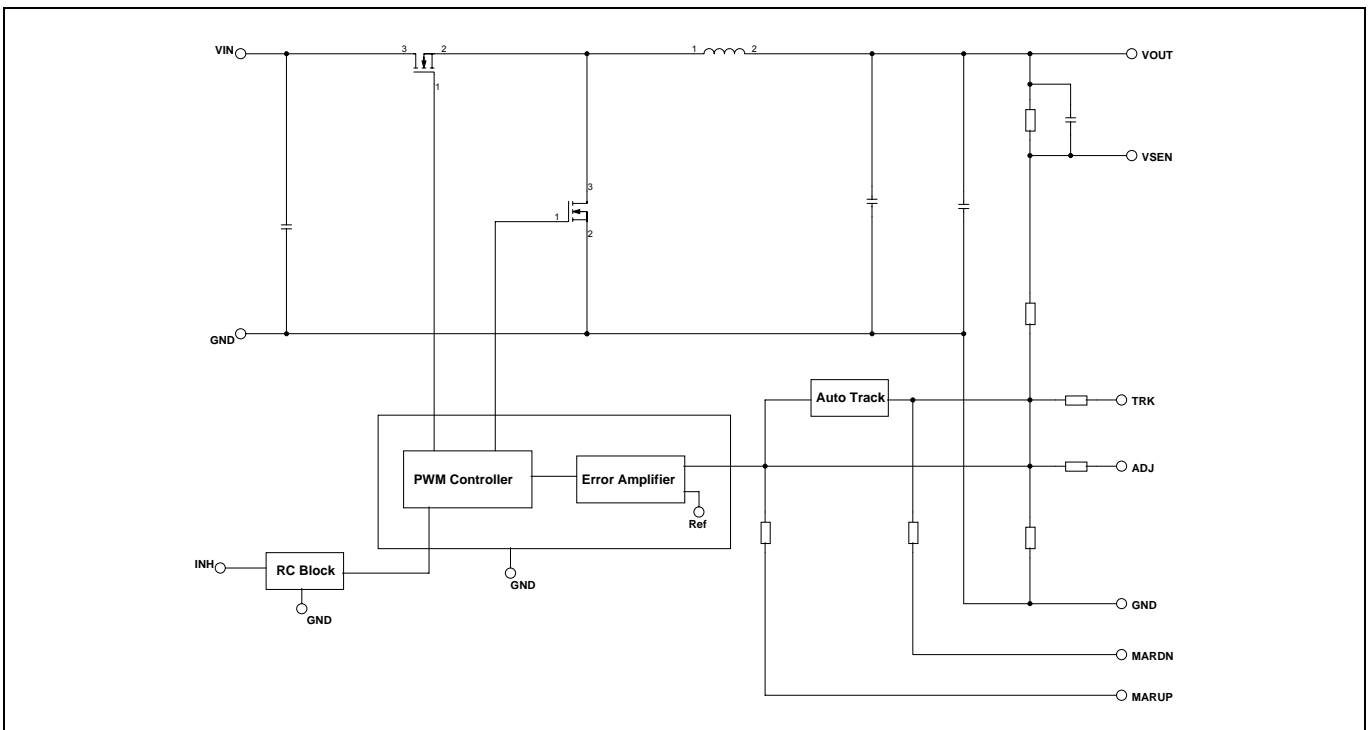 VIN
3
2
1
1
2
VOUT
VSEN
3
1
2
GND
Auto Track
TRK
PWM Controller
Error Amplifier
ADJ
Ref
INH
RC Block
GND
GND
GND
MARDN
MARUP